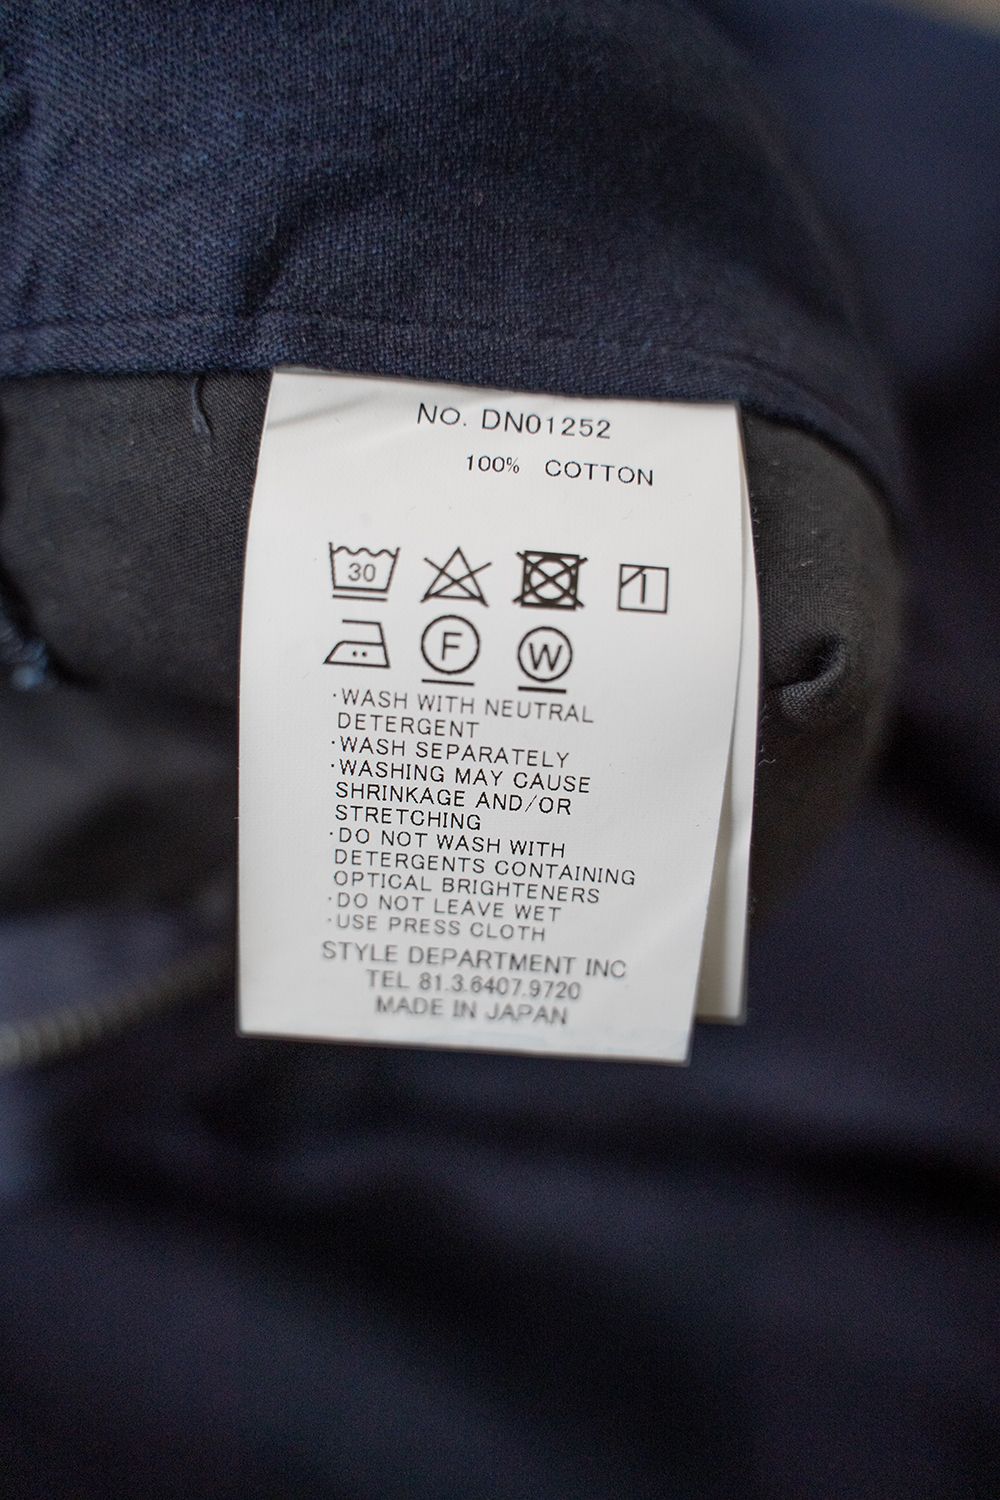 NO. DN01252
100% COTTON
30
F
W
·WASH WITH NEUTRAL
DETERGENT
·WASH SEPARATELY
·WASHING MAY CAUSE
SHRINKAGE AND/OR
STRETCHING
·DO NOT WASH WITH
DETERGENTS CONTAINING
OPTICAL BRIGHTENERS
·DO NOT LEAVE WET
·USE PRESS CLOTH
STYLE DEPARTMENT INC
TEL 81.3.6407.9720
MADE IN JAPAN